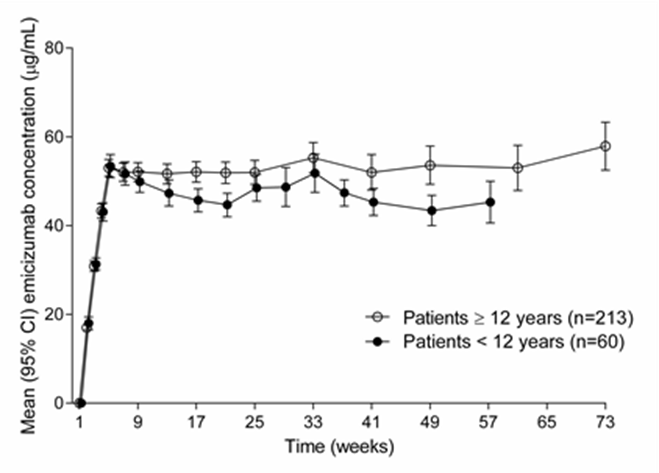 Mean (95% CI) emicizumab concentration (µg/mL)
80
60
40
20
0
1 9 17 25 33 41 49 57 65 73
Time (weeks)
Patients ≥ 12 years (n=213)
Patients < 12 years (n=60)